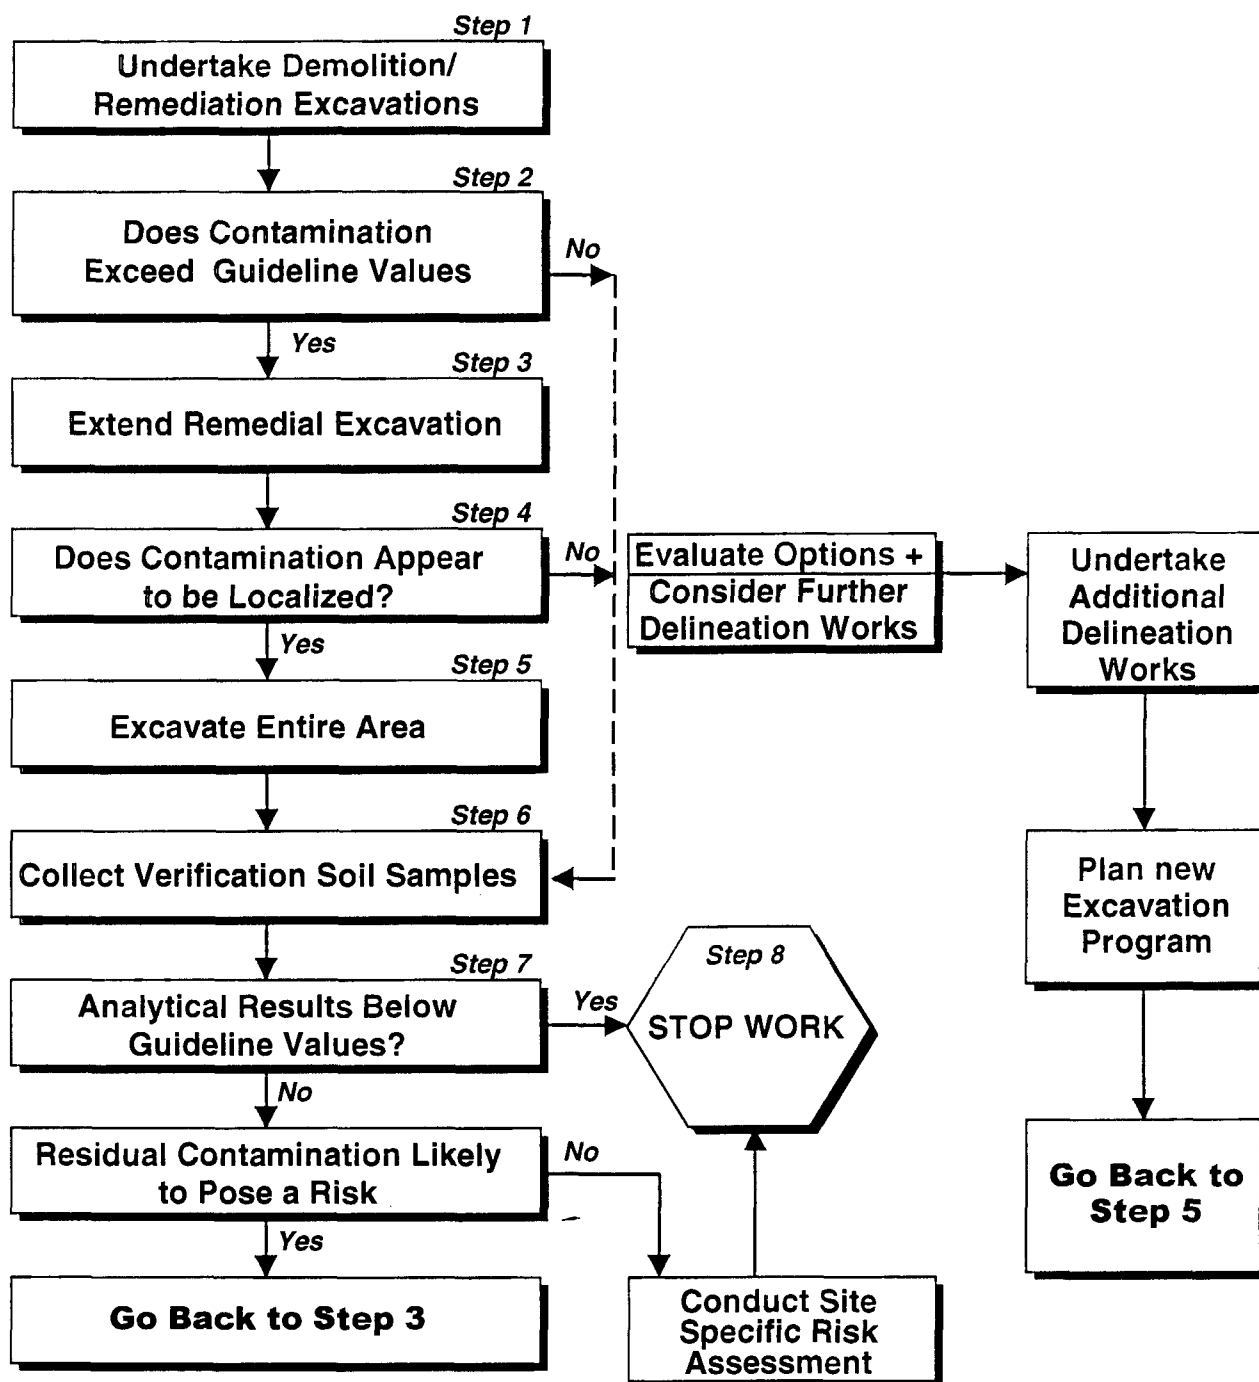 Step 1
Undertake Demolition/
Remediation Excavations
Step 2
Does Contamination
Exceed Guideline Values
No
Yes
Step 3
Extend Remedial Excavation
Step 4
Does Contamination Appear
to be Localized?
No
Yes
Evaluate Options +
Consider Further
Delineation Works
Undertake
Additional
Delineation
Works
Step 5
Excavate Entire Area
Step 6
Collect Verification Soil Samples
Plan new
Excavation
Program
Step 7
Analytical Results Below
Guideline Values?
Yes
No
Step 8
STOP WORK
Residual Contamination Likely
to Pose a Risk
No
Yes
Go Back to
Step 5
Go Back to Step 3
Conduct Site
Specific Risk
Assessment